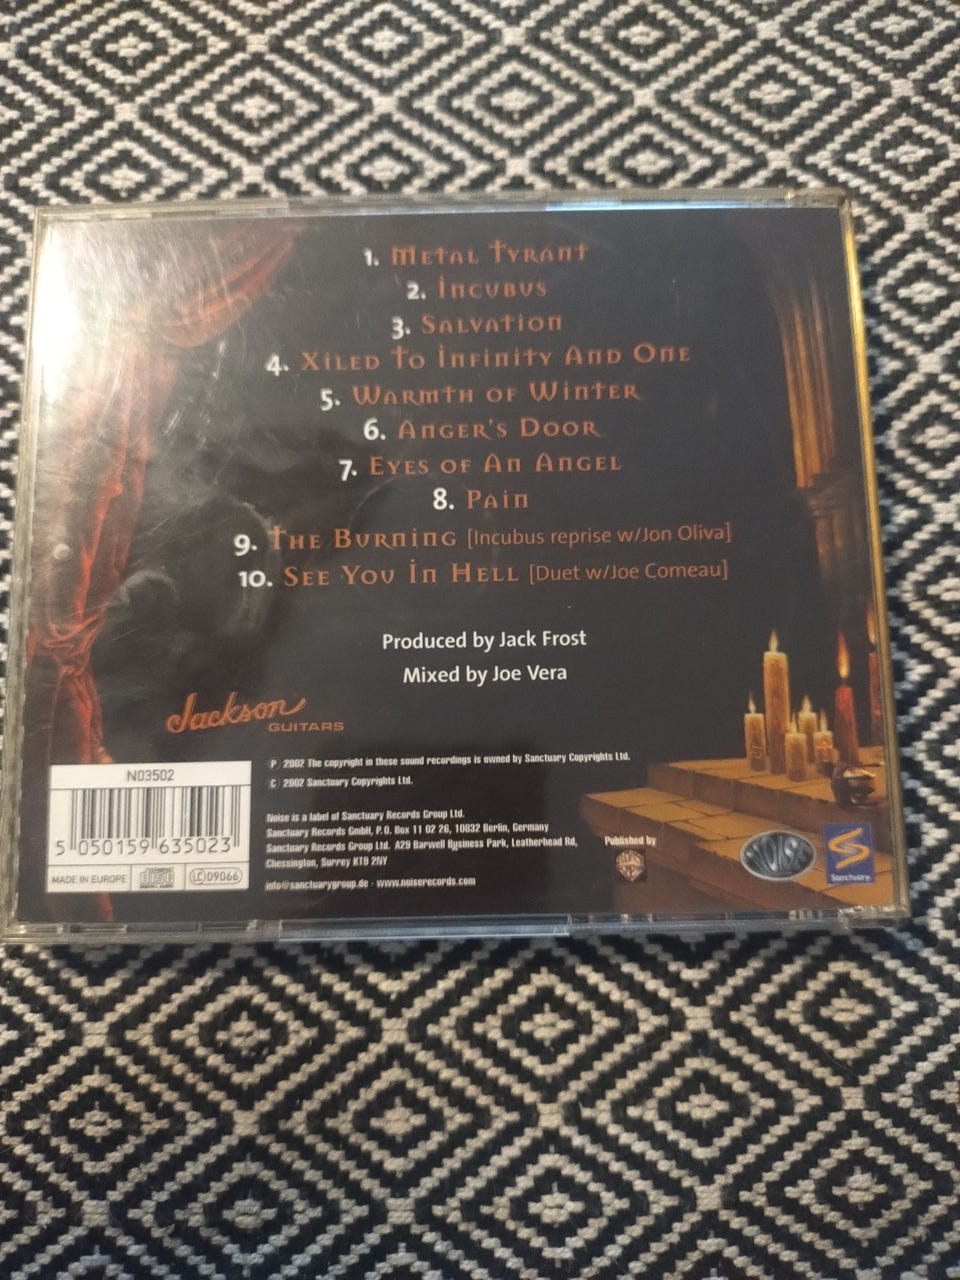 1. Metal Tyrant
2. Incubus
3. Salvation
4. Xiled To Infinity And One
5. Warmth of Winter
6. Anger's Door
7. Eyes of An Angel
8. Pain
9. The Burning [Incubus reprise w/Jon Oliva]
10. See You In Hell [Duet w/Joe Comeau]
Produced by Jack Frost
Mixed by Joe Vera
Jackson
GUITARS
N03502
5 050159 635023
MADE IN EUROPE
disc
DIGITAL AUDIO
LC 09066
P 2002 The copyright in these sound recordings is owned by Sanctuary Copyrights Ltd.
C 2002 Sanctuary Copyrights Ltd.
Noise is a label of Sanctuary Records Group Ltd.
Sanctuary Records GmbH, P.O. Box 11 02 26, 10832 Berlin, Germany
Sanctuary Records Group Ltd. A29 Barwell Bysiness Park, Leatherhead Rd,
Chessington, Surrey KT9 2NY
info@sanctuarygroup.de - www.noiserecords.com
Published by
NOISE
Sanctuary